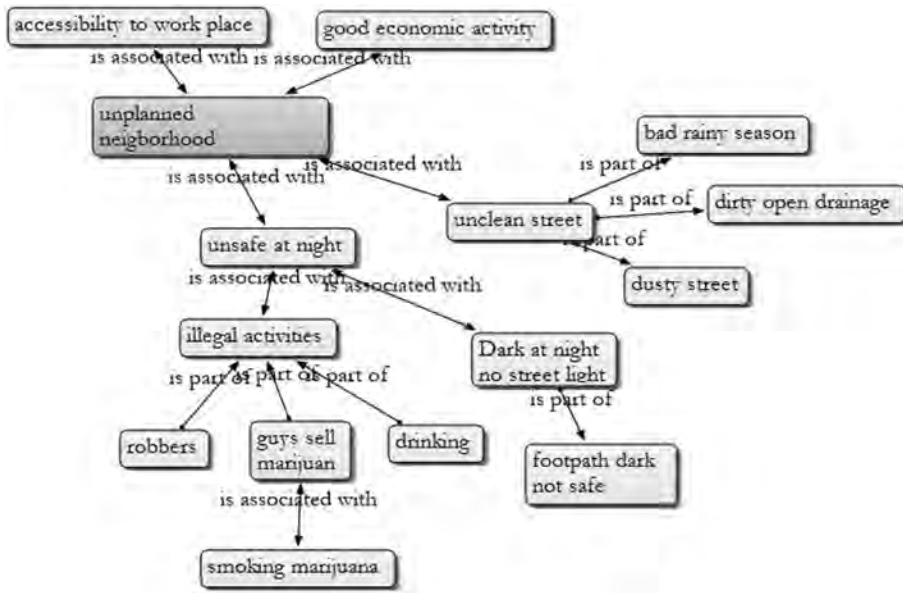 accessibility to work place
good economic activity
is associated with
is associated with
unplanned
neigborhood
bad rainy season
is associated with
is part of
is associated with
is part of
dirty open drainage
unclean street
is part of
unsafe at night
is associated with
is associated with
dusty street
illegal activities
Dark at night
no street light
is part of
is part of
is part of
is part of
robbers
guys sell
marijuan
drinking
footpath dark
not safe
is associated with
smoking marijuana